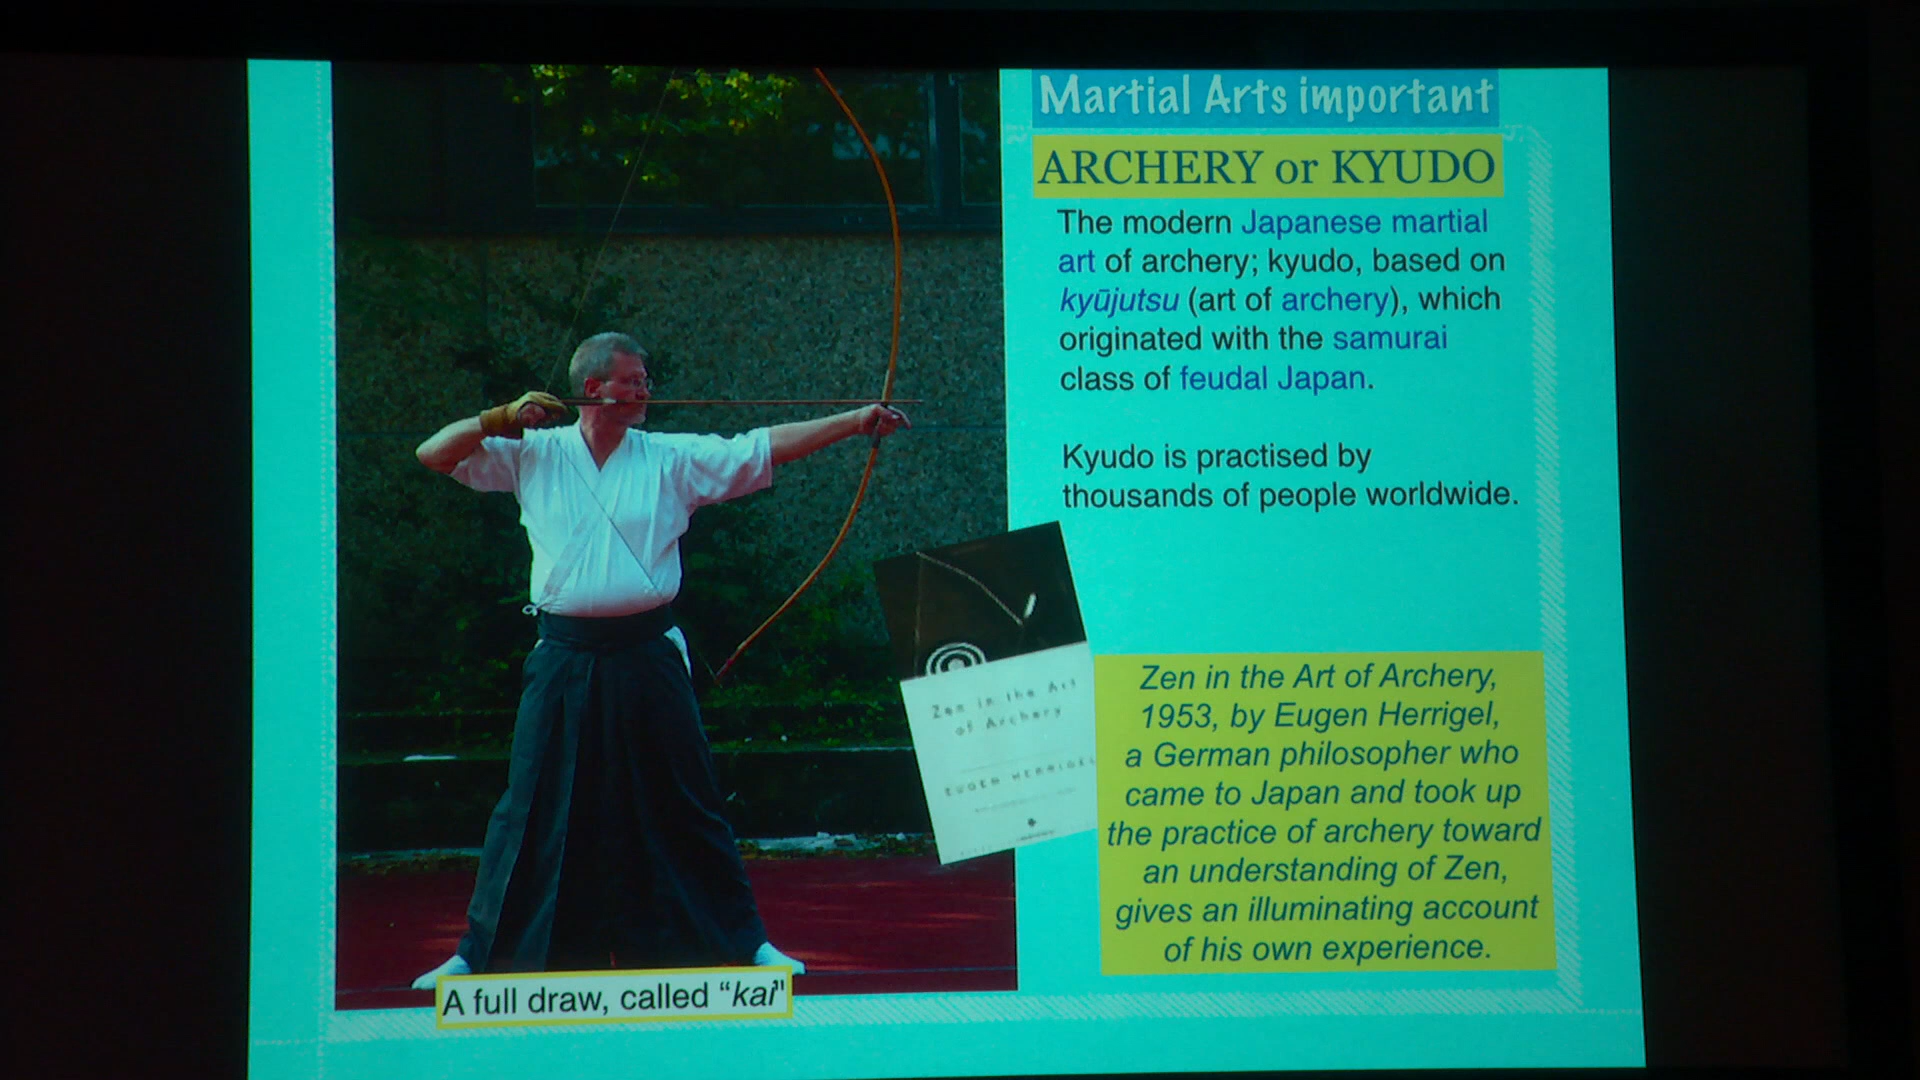 Martial Arts important
ARCHERY or KYUDO
The modern Japanese martial
art of archery; kyudo, based on
kyūjutsu (art of archery), which
originated with the samurai
class of feudal Japan.
Kyudo is practised by
thousands of people worldwide.
Zen in the Art
of Archery
EUGEN HERRIGEL
Zen in the Art of Archery,
1953, by Eugen Herrigel,
a German philosopher who
came to Japan and took up
the practice of archery toward
an understanding of Zen,
gives an illuminating account
of his own experience.
A full draw, called “kai"